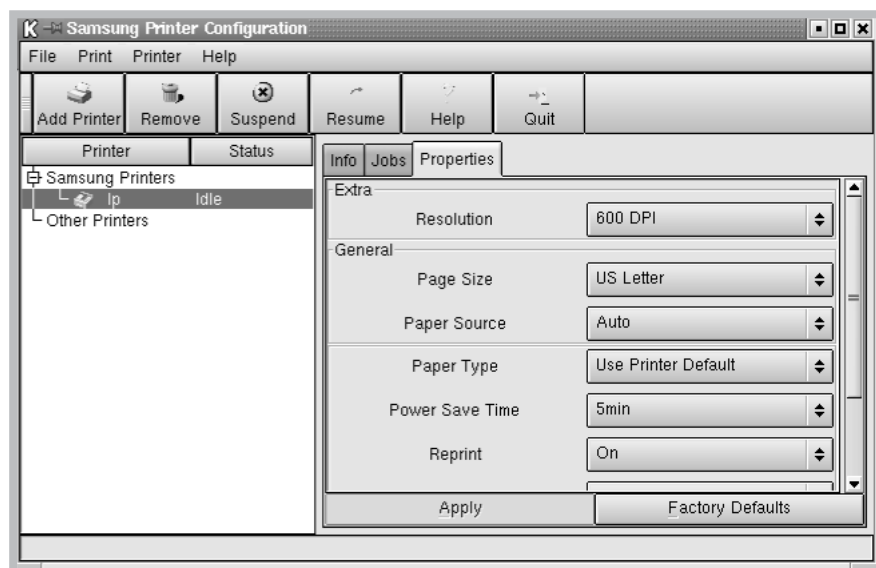 Samsung Printer Configuration
File Print Printer Help
Add Printer Remove Suspend Resume Help Quit
Printer Status
Samsung Printers
lp Idle
Other Printers
Info Jobs Properties
Extra
Resolution 600 DPI
General
Page Size US Letter
Paper Source Auto
Paper Type Use Printer Default
Power Save Time 5min
Reprint On
Apply Factory Defaults